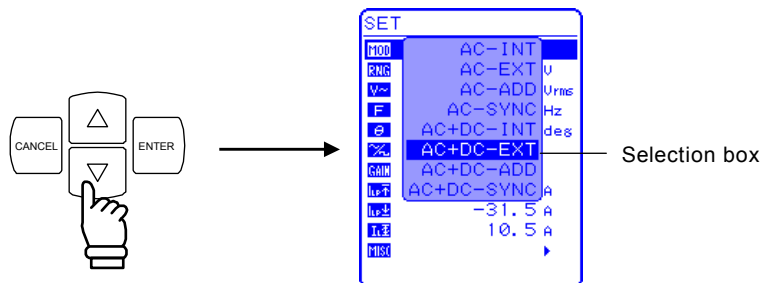 SET
MOD
RNG
V~
F
θ
GAIN
MISC
AC-INT
AC-EXT
AC-ADD
AC-SYNC
AC+DC-INT
AC+DC-EXT
AC+DC-ADD
AC+DC-SYNC
V
Vrms
Hz
deg
A
-31.5 A
10.5 A
CANCEL
ENTER
Selection box